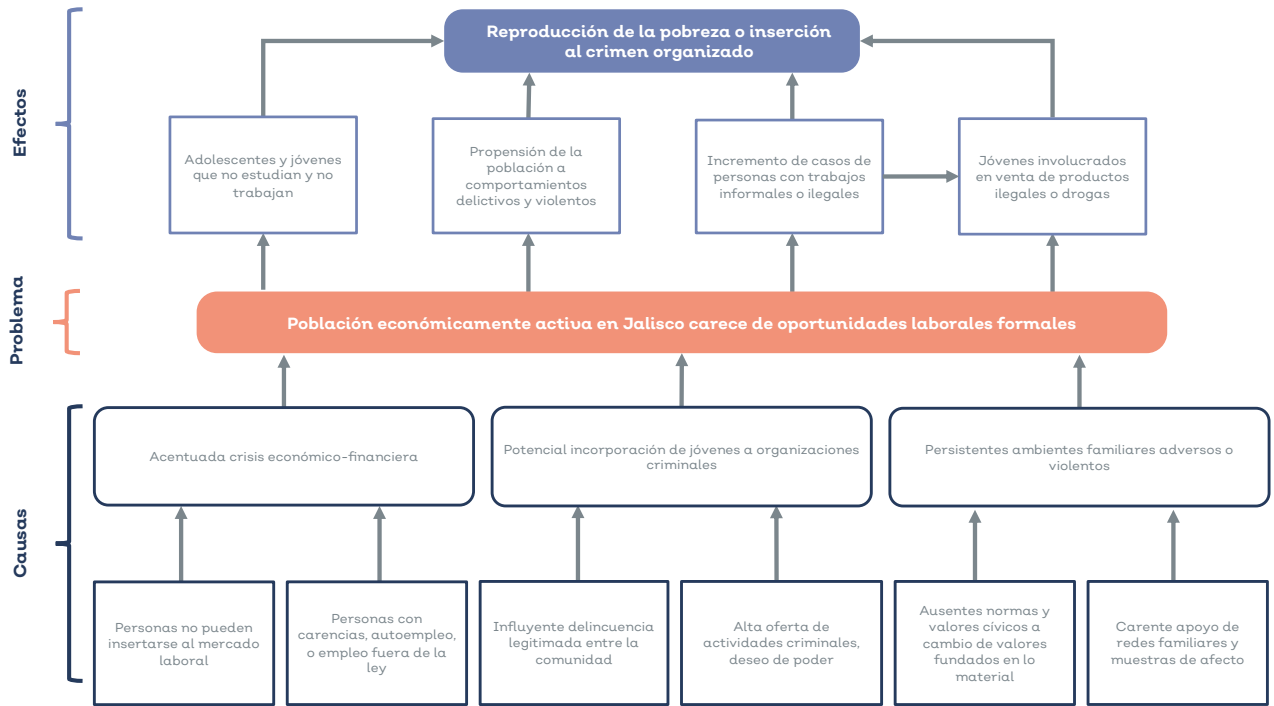 Efectos
Reproducción de la pobreza o inserción
al crimen organizado
Adolescentes y jóvenes
que no estudian y no
trabajan
Propensión de la
población a
comportamientos
delictivos y violentos
Incremento de casos de
personas con trabajos
informales o ilegales
Jóvenes involucrados
en venta de productos
ilegales o drogas
Problema
Población económicamente activa en Jalisco carece de oportunidades laborales formales
Causas
Acentuada crisis económico-financiera
Potencial incorporación de jóvenes a organizaciones
criminales
Persistentes ambientes familiares adversos o
violentos
Personas no pueden
insertarse al mercado
laboral
Personas con
carencias, autoempleo,
o empleo fuera de la
ley
Influyente delincuencia
legitimada entre la
comunidad
Alta oferta de
actividades criminales,
deseo de poder
Ausentes normas y
valores cívicos a
cambio de valores
fundados en lo
material
Carente apoyo de
redes familiares y
muestras de afecto